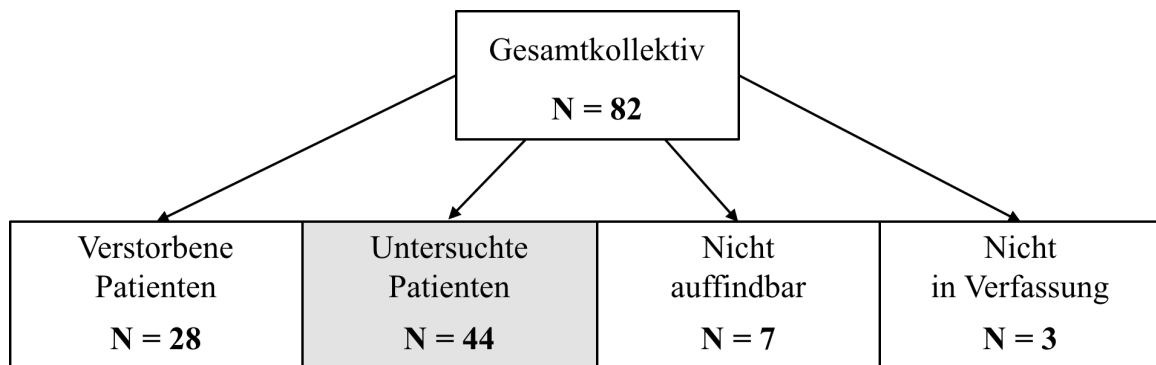 Gesamtkollektiv
N = 82
Verstorbene
Patienten
N = 28
Untersuchte
Patienten
N = 44
Nicht
auffindbar
N = 7
Nicht
in Verfassung
N = 3